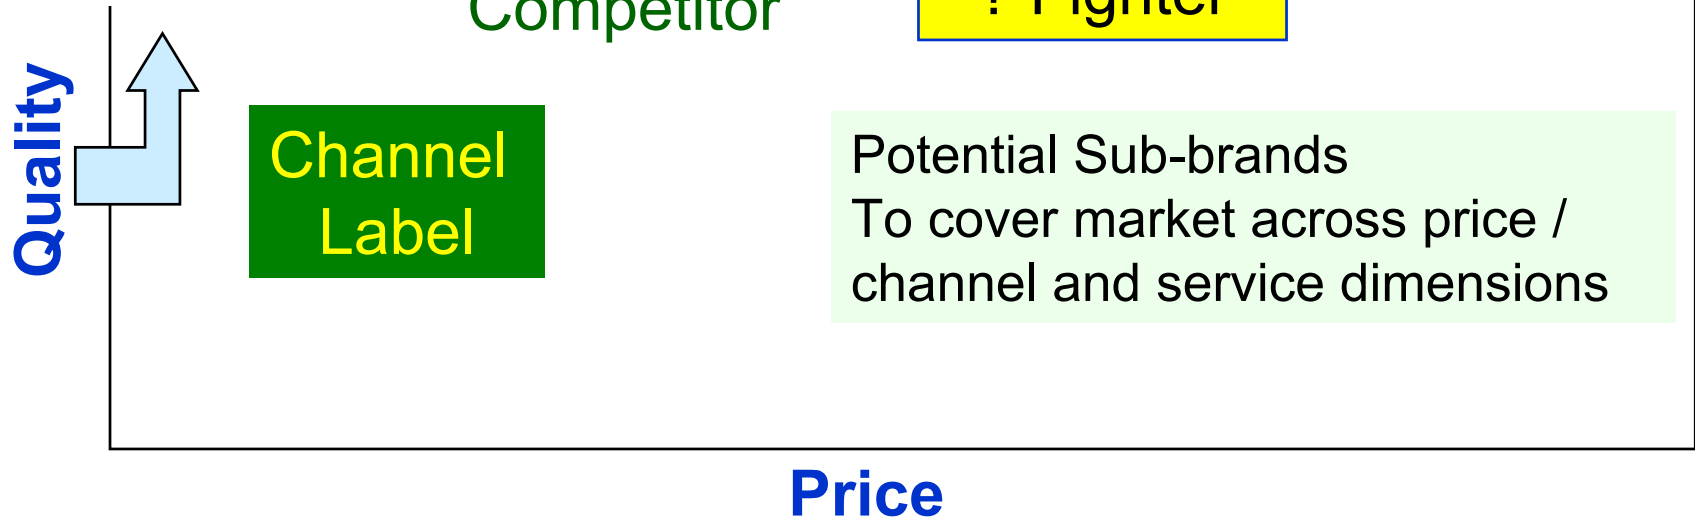 Competitor
? Fighter
Quality
Channel
Label
Potential Sub-brands
To cover market across price /
channel and service dimensions
Price